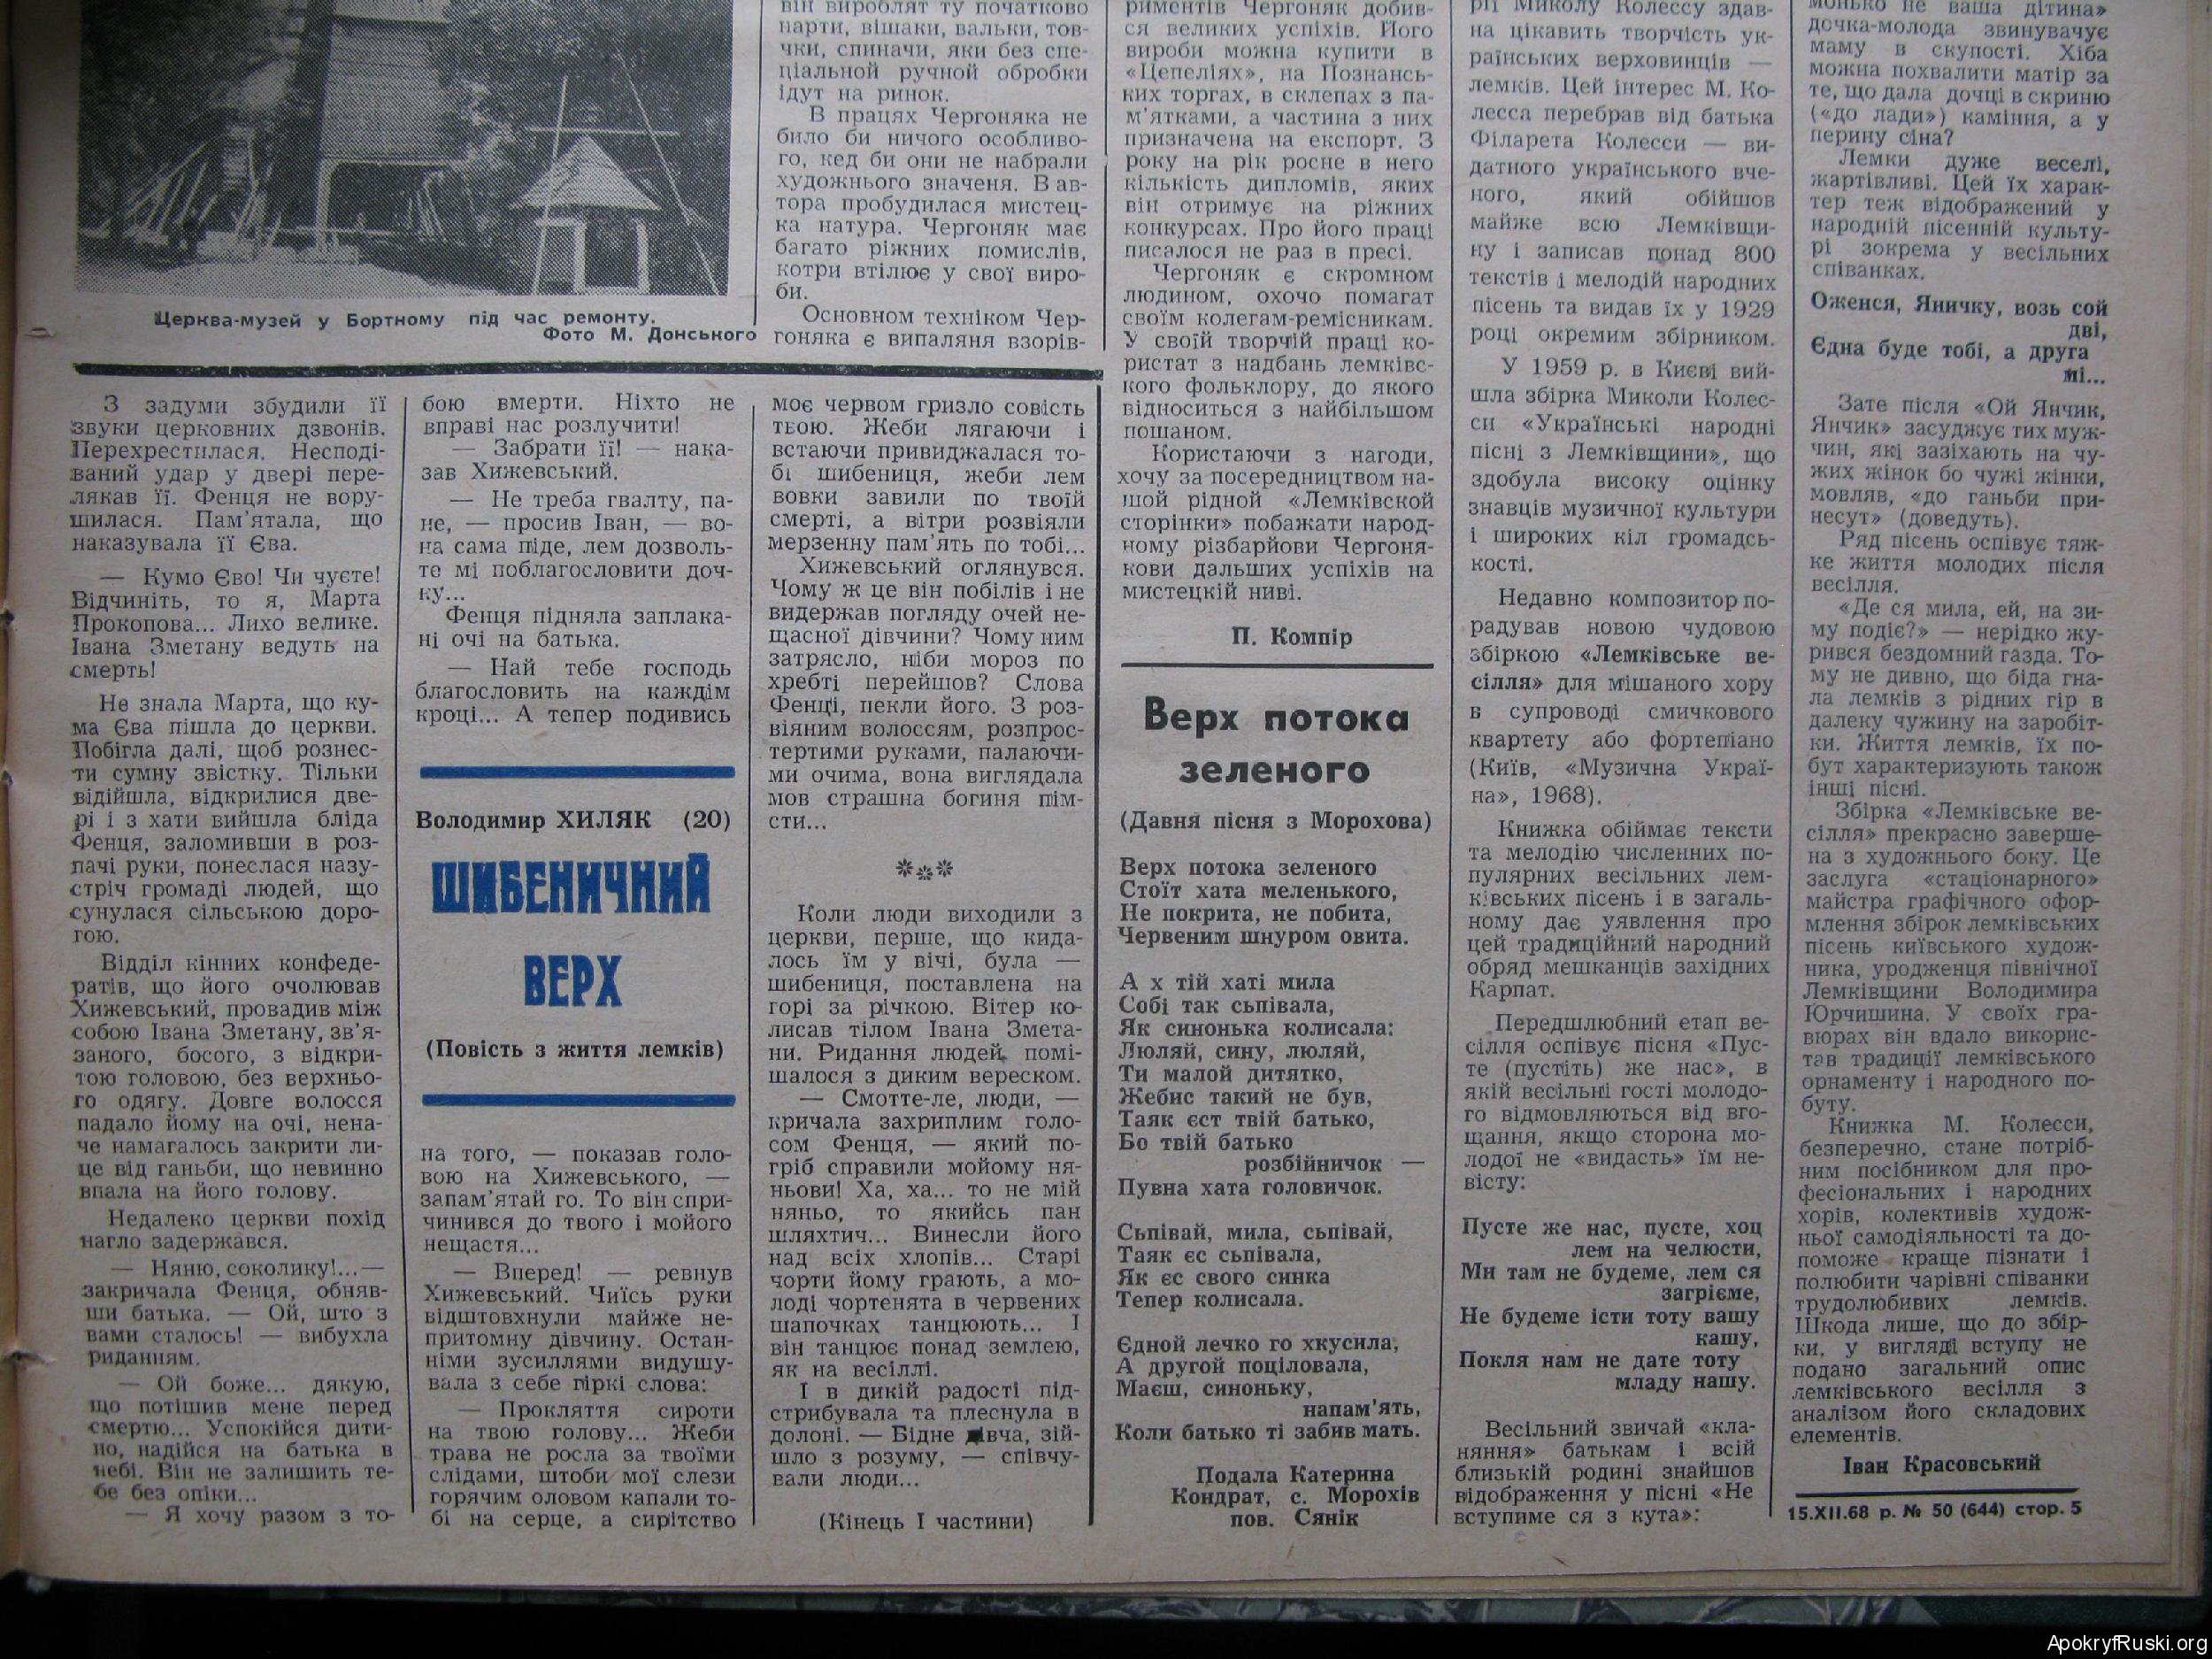 Церква-музей у Бортному під час ремонту.
Фото М. Донського
він вироблят ту початково
парти, вішаки, вальки, тов-
чки, спиначи, яки без спе-
ціальной ручной обробки
ідут на ринок.
В працях Чергоняка не
било би ничого особливо-
го, кед би они не набрали
художнього значеня. В ав-
тора пробудилася мистец-
ка натура. Чергоняк має
багато ріжних помислів,
котри втілює у свої виро-
би.
Основном техніком Чер-
гоняка є випаляня взорів-
риментів Чергоняк добив-
ся великих успіхів. Його
вироби можна купити в
«Цепеліях», на Познансь-
ких торгах, в склепах з па-
м'ятками, а частина з них
призначена на експорт. З
року на рік росне в него
кількість дипломів, яких
він отримує на ріжних
конкурсах. Про його праці
писалося не раз в пресі.
Чергоняк є скромном
людином, охочо помагат
своїм колегам-ремісникам.
У своїй творчій праці ко-
ристат з надбань лемківс-
кого фольклору, до якого
відноситься з найбільшом
пошаном.
Користаючи з нагоди,
хочу за посередництвом на-
шой рідной «Лемківской
сторінки» побажати народ-
ному різбарйови Чергоня-
кови дальших успіхів на
мистецкій ниві.
П. Компір
З задуми збудили її
звуки церковних дзвонів.
Перехрестилася. Несподі-
ваний удар у двері пере-
лякав її. Фенця не вору-
шилася. Пам'ятала, що
наказувала її Єва.
— Кумо Єво! Чи чуєте!
Відчиніть, то я, Марта
Прокопова... Лихо велике.
Івана Зметану ведуть на
смерть!
Не знала Марта, що ку-
ма Єва пішла до церкви.
Побігла далі, щоб рознес-
ти сумну звістку. Тільки
відійшла, відкрилися две-
рі і з хати вийшла бліда
Фенця, заломивши в роз-
пачі руки, понеслася назу-
стріч громаді людей, що
сунулася сільською доро-
гою.
Відділ кінних конфеде-
ратів, що його очолював
Хижевський, провадив між
собою Івана Зметану, зв'я-
заного, босого, з відкри-
тою головою, без верхньо-
го одягу. Довге волосся
падало йому на очі, нена-
че намагалось закрити ли-
це від ганьби, що невинно
впала на його голову.
Недалеко церкви похід
нагло задержався.
— Няню, соколику!... —
закричала Фенця, обняв-
ши батька. — Ой, што з
вами сталось! — вибухла
риданням.
— Ой боже... дякую,
що потішив мене перед
смертю... Успокійся дити-
но, надійся на батька в
небі. Він не залишить те-
бе без опіки...
— Я хочу разом з то-
бою вмерти. Ніхто не
вправі нас розлучити!
— Забрати її! — нака-
зав Хижевський.
— Не треба гвалту, па-
не, — просив Іван, — во-
на сама піде, лем дозволь-
те мі поблагословити доч-
ку...
Фенця підняла заплака-
ні очі на батька.
— Най тебе господь
благословить на каждім
кроці... А тепер подивись
Володимир ХИЛЯК (20)
ШИБЕНИЧНИЙ
ВЕРХ
(Повість з життя лемків)
на того, — показав голо-
вою на Хижевського, —
запам'ятай го. То він спри-
чинився до твого і мойого
нещастя...
— Вперед! — ревнув
Хижевський. Чиїсь руки
відштовхнули майже не-
притомну дівчину. Остан-
німи зусиллями видушу-
вала з себе гіркі слова:
— Прокляття сироти
на твою голову... Жеби
трава не росла за твоїми
слідами, штоби мої слези
горячим оловом капали то-
бі на серце, а сирітство
моє червом гризло совість
твою. Жеби лягаючи і
встаючи привиджалася то-
бі шибениця, жеби лем
вовки завили по твоїй
смерті, а вітри розвіяли
мерзенну пам'ять по тобі...
Хижевський оглянувся.
Чому ж це він побілів і не
видержав погляду очей не-
щасної дівчини? Чому ним
затрясло, ніби мороз по
хребті перейшов? Слова
Фенці, пекли його. З роз-
віяним волоссям, розпрос-
тертими руками, палаючи-
ми очима, вона виглядала
мов страшна богиня пім-
сти...
***
Коли люди виходили з
церкви, перше, що кида-
лось їм у вічі, була —
шибениця, поставлена на
горі за річкою. Вітер ко-
лисав тілом Івана Змета-
ни. Ридання людей помі-
шалося з диким вереском.
— Смотте-ле, люди, —
кричала захриплим голо-
сом Фенця, — який по-
гріб справили мойому ня-
ньови! Ха, ха... то не мій
няньо, то якийсь пан
шляхтич... Винесли його
над всіх хлопів... Старі
чорти йому грають, а мо-
лоді чортенята в червених
шапочках танцюють... І
він танцює понад землею,
як на весіллі.
І в дикій радості під-
стрибувала та плеснула в
долоні. — Бідне дівча, зій-
шло з розуму, — співчу-
вали люди...
(Кінець І частини)
Верх потока
зеленого
(Давня пісня з Морохова)
Верх потока зеленого
Стоїт хата меленького,
Не покрита, не побита,
Червеним шнуром овита.
А х тій хаті мила
Собі так сьпівала,
Як синонька колисала:
Люляй, сину, люляй,
Ти малой дитятко,
Жебис такий не був,
Таяк єст твій батько,
Бо твій батько
розбійничок —
Пувна хата головичок.
Сьпівай, мила, сьпівай,
Таяк єс сьпівала,
Як єс свого синка
Тепер колисала.
Єдной лечко го хкусила,
А другой поціловала,
Маєш, синоньку,
напам'ять,
Коли батько ті забив мать.
Подала Катерина
Кондрат, с. Морохів
пов. Сянік
рії Миколу Колессу здав-
на цікавить творчість ук-
раїнських верховинців —
лемків. Цей інтерес М. Ко-
лесса перебрав від батька
Філарета Колесси — ви-
датного українського вче-
ного, який обійшов
майже всю Лемківщи-
ну і записав понад 800
текстів і мелодій народних
пісень та видав їх у 1929
році окремим збірником.
У 1959 р. в Києві вий-
шла збірка Миколи Колес-
си «Українські народні
пісні з Лемківщини», що
здобула високу оцінку
знавців музичної культури
і широких кіл громадсь-
кості.
Недавно композитор по-
радував новою чудовою
збіркою «Лемківське ве-
сілля» для мішаного хору
в супроводі смичкового
квартету або фортепіано
(Київ, «Музична Украї-
на», 1968).
Книжка обіймає тексти
та мелодію численних по-
пулярних весільних лем-
ківських пісень і в загаль-
ному дає уявлення про
цей традиційний народний
обряд мешканців західних
Карпат.
Передшлюбний етап ве-
сілля оспівує пісня «Пус-
те (пустіть) же нас», в
якій весільні гості молодо-
го відмовляються від вго-
щання, якщо сторона мо-
лодої не «видасть» їм не-
вісту:
Пусте же нас, пусте, хоц
лем на челюсти,
Ми там не будеме, лем ся
загрієме,
Не будеме їсти тоту вашу
кашу,
Покля нам не дате тоту
младу нашу.
Весільний звичай «кла-
няння» батькам і всій
близькій родині знайшов
відображення у пісні «Не
вступиме ся з кута»:
монько не ваша дітина»
дочка-молода звинувачує
маму в скупості. Хіба
можна похвалити матір за
те, що дала дочці в скриню
(«до лади») каміння, а у
перину сіна?
Лемки дуже веселі,
жартівливі. Цей їх харак-
тер теж відображений у
народній пісенній культу-
рі зокрема у весільних
співанках.
Оженся, Яничку, возь сой
дві,
Єдна буде тобі, а друга
мі...
Зате пісня «Ой Янчик,
Янчик» засуджує тих муж-
чин, які зазіхають на чу-
жих жінок бо чужі жінки,
мовляв, «до ганьби при-
несут» (доведуть).
Ряд пісень оспівує тяж-
ке життя молодих після
весілля.
«Де ся мила, ей, на зи-
му подіє?» — нерідко жу-
рився бездомний газда. То-
му не дивно, що біда гна-
ла лемків з рідних гір в
далеку чужину на заробіт-
ки. Життя лемків, їх по-
бут характеризують також
інші пісні.
Збірка «Лемківське ве-
сілля» прекрасно заверше-
на з художнього боку. Це
заслуга «стаціонарного»
майстра графічного офор-
млення збірок лемківських
пісень київського худож-
ника, уродженця північної
Лемківщини Володимира
Юрчишина. У своїх гра-
вюрах він вдало викорис-
тав традиції лемківського
орнаменту і народного по-
буту.
Книжка М. Колесси,
безперечно, стане потріб-
ним посібником для про-
фесіональних і народних
хорів, колективів худож-
ньої самодіяльності та до-
поможе краще пізнати і
полюбити чарівні співанки
трудолюбивих лемків.
Шкода лише, що до збір-
ки, у вигляді вступу не
подано загальний опис
лемківського весілля з
аналізом його складових
елементів.
Іван Красовський
15.XII.68 р. № 50 (644) стор. 5
ApokryfRuski.org